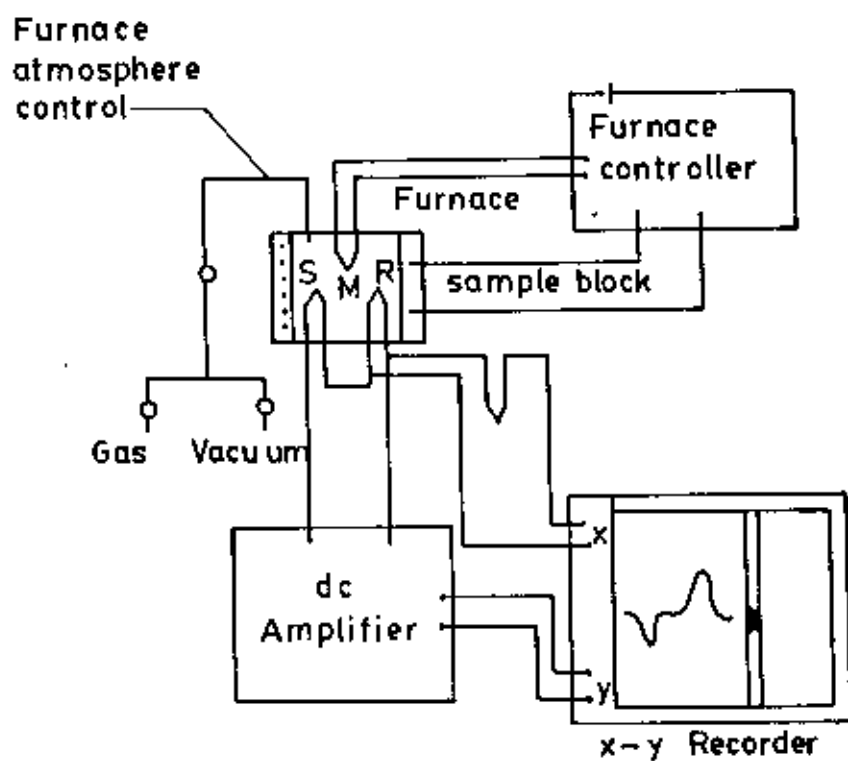 Furnace
atmosphere
control
Furnace
controller
Furnace
S
M
R
sample block
Gas
Vacuum
x
dc
Amplifier
y
x-y Recorder